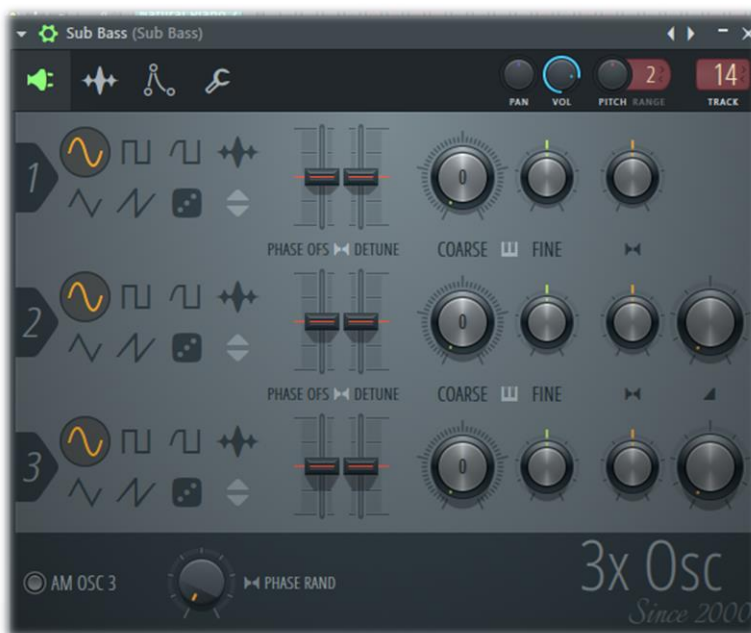 Sub Bass (Sub Bass)
2
14
PAN VOL PITCH RANGE TRACK
1
0
PHASE OFS DETUNE COARSE FINE
2
0
PHASE OFS DETUNE COARSE FINE
3
0
AM OSC 3 PHASE RAND
3x Osc
Since 2000